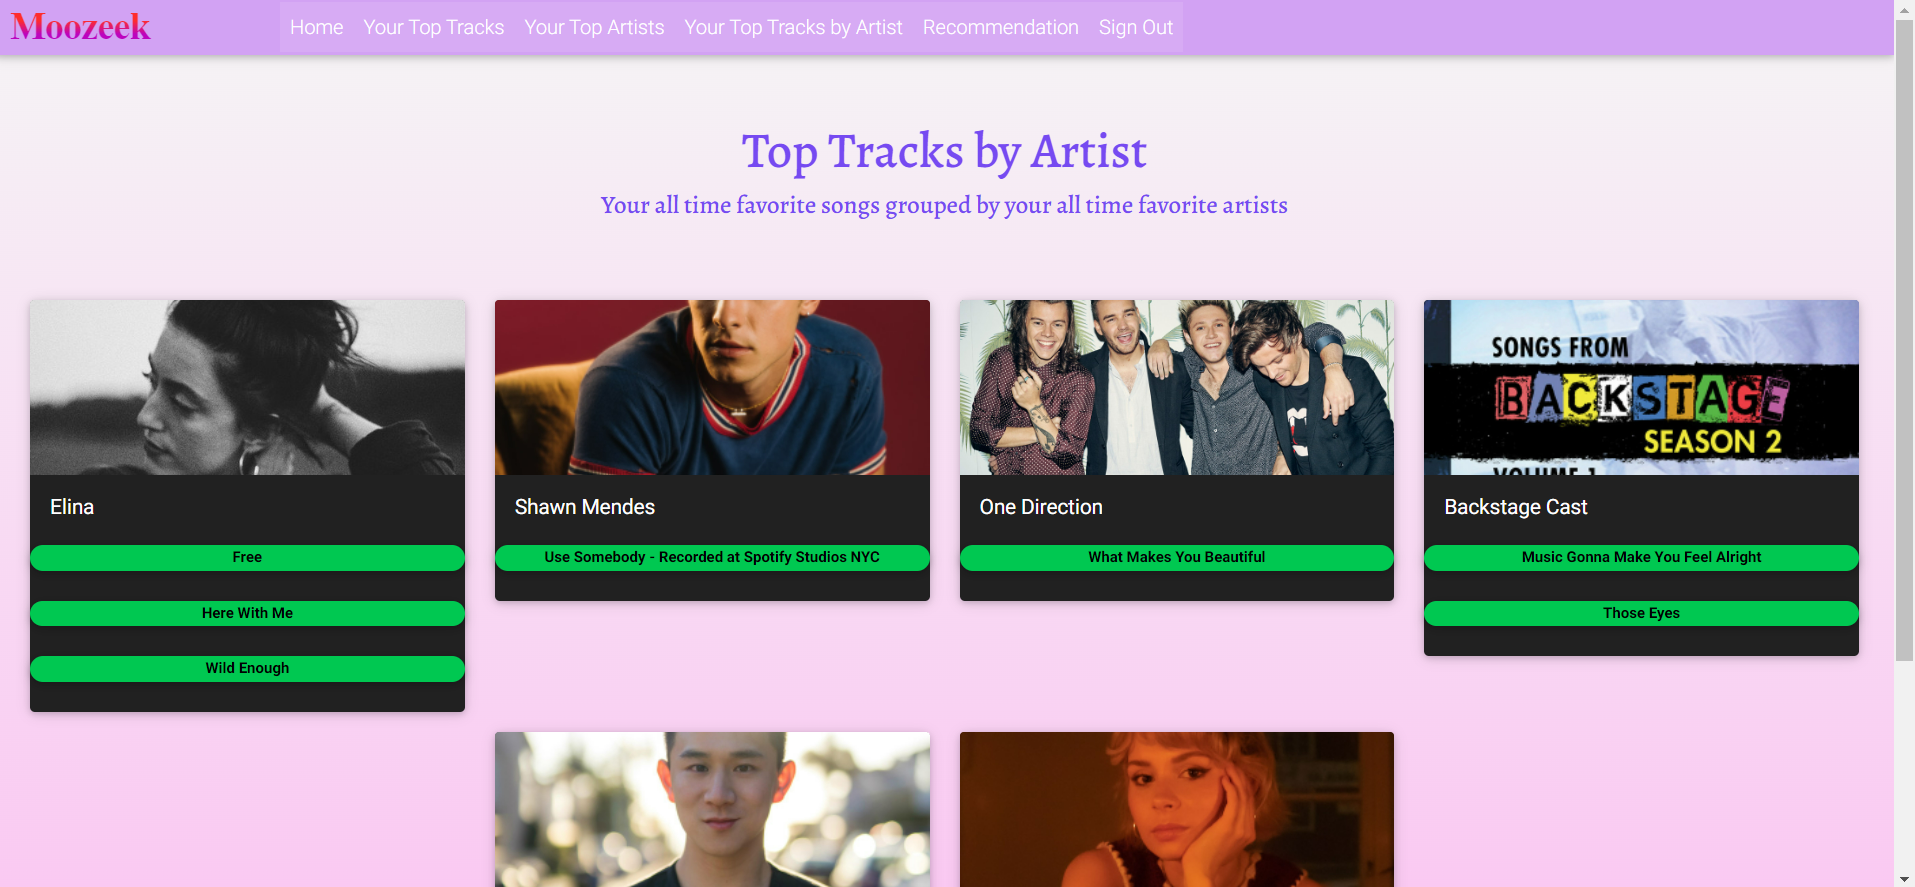 Moozeek
Home Your Top Tracks Your Top Artists Your Top Tracks by Artist Recommendation Sign Out
Top Tracks by Artist
Your all time favorite songs grouped by your all time favorite artists
SONGS FROM
BACKSTAGE
SEASON 2
VOLUME 1
Elina
Free
Here With Me
Wild Enough
Shawn Mendes
Use Somebody - Recorded at Spotify Studios NYC
One Direction
What Makes You Beautiful
Backstage Cast
Music Gonna Make You Feel Alright
Those Eyes